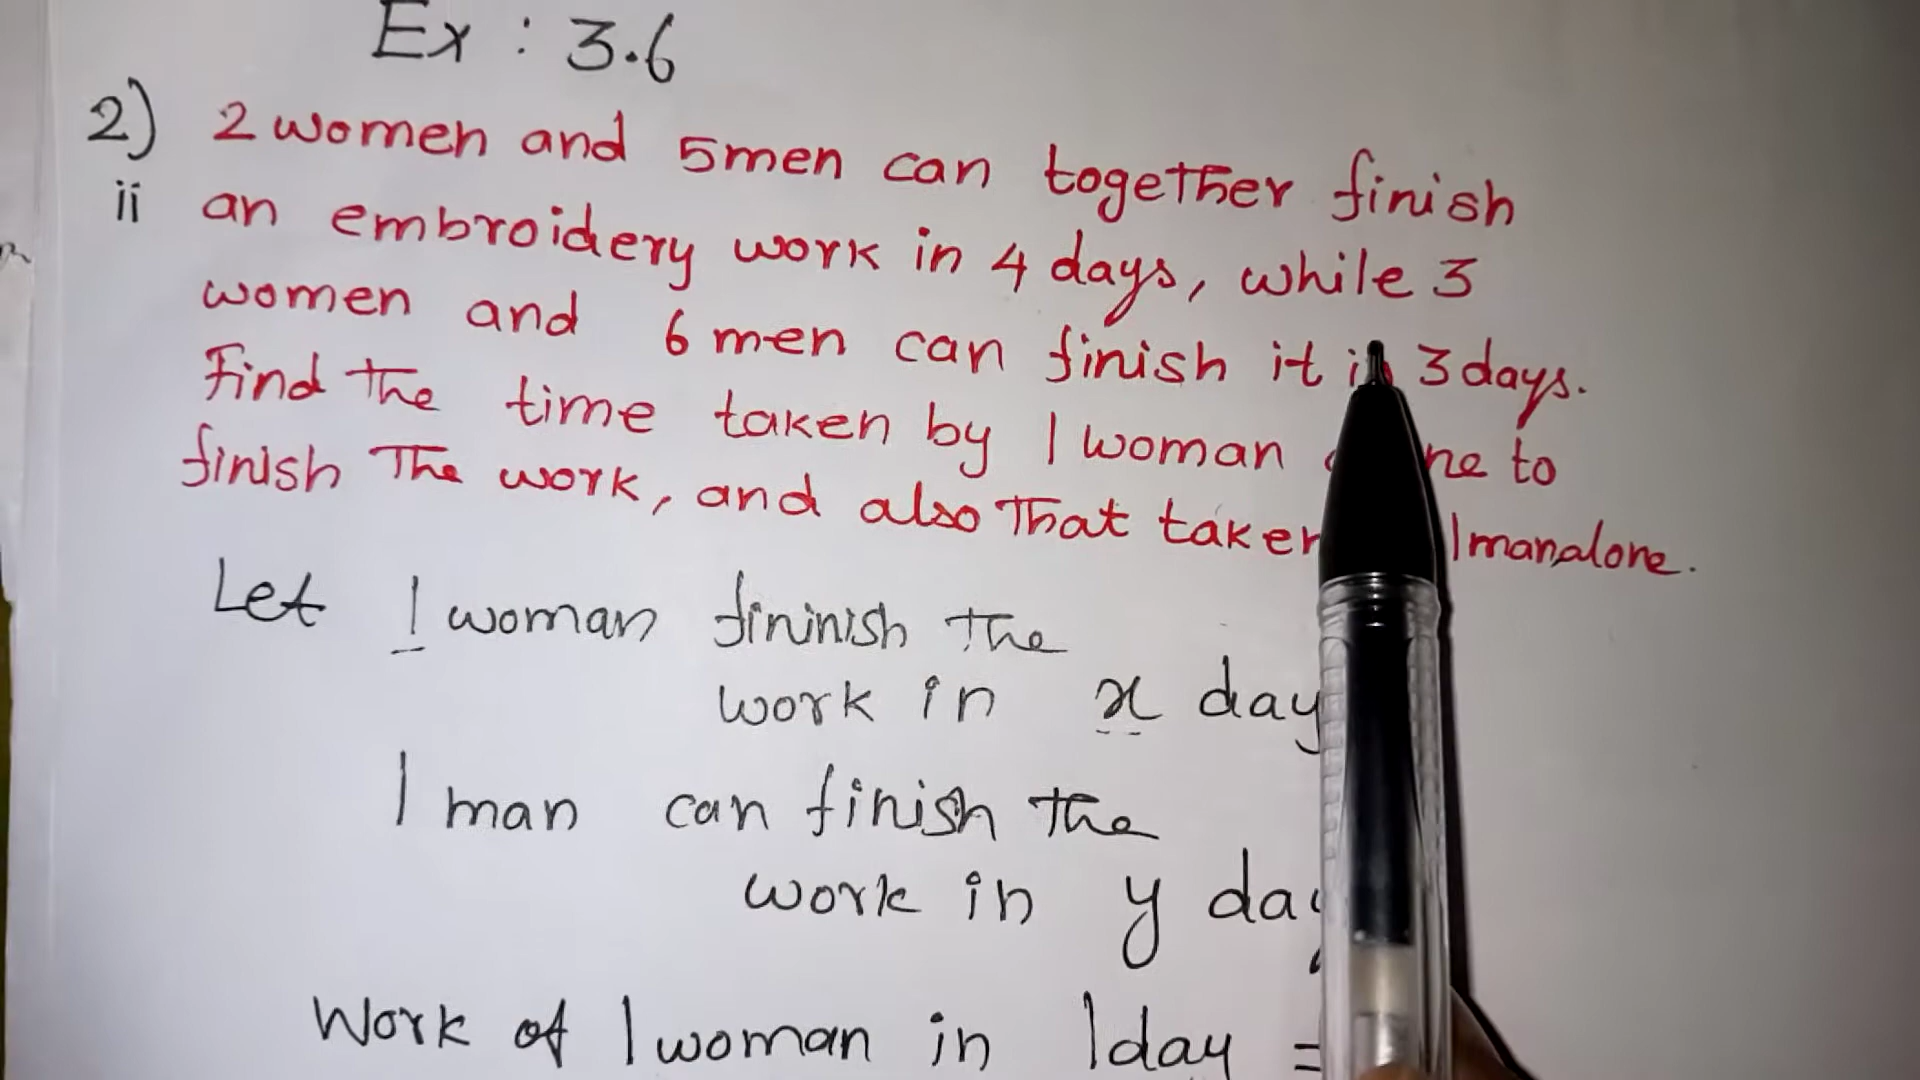 Ex : 3.6
2) 2 women and 5 men can together finish
ii an embroidery work in 4 days, while 3
women and 6 men can finish it in 3 days.
Find the time taken by 1 woman to
finish the work, and also that taken 1 man alone.
Let 1 woman fininish the
work in x day
1 man can finish the
work in y day
Work of 1 woman in 1 day =